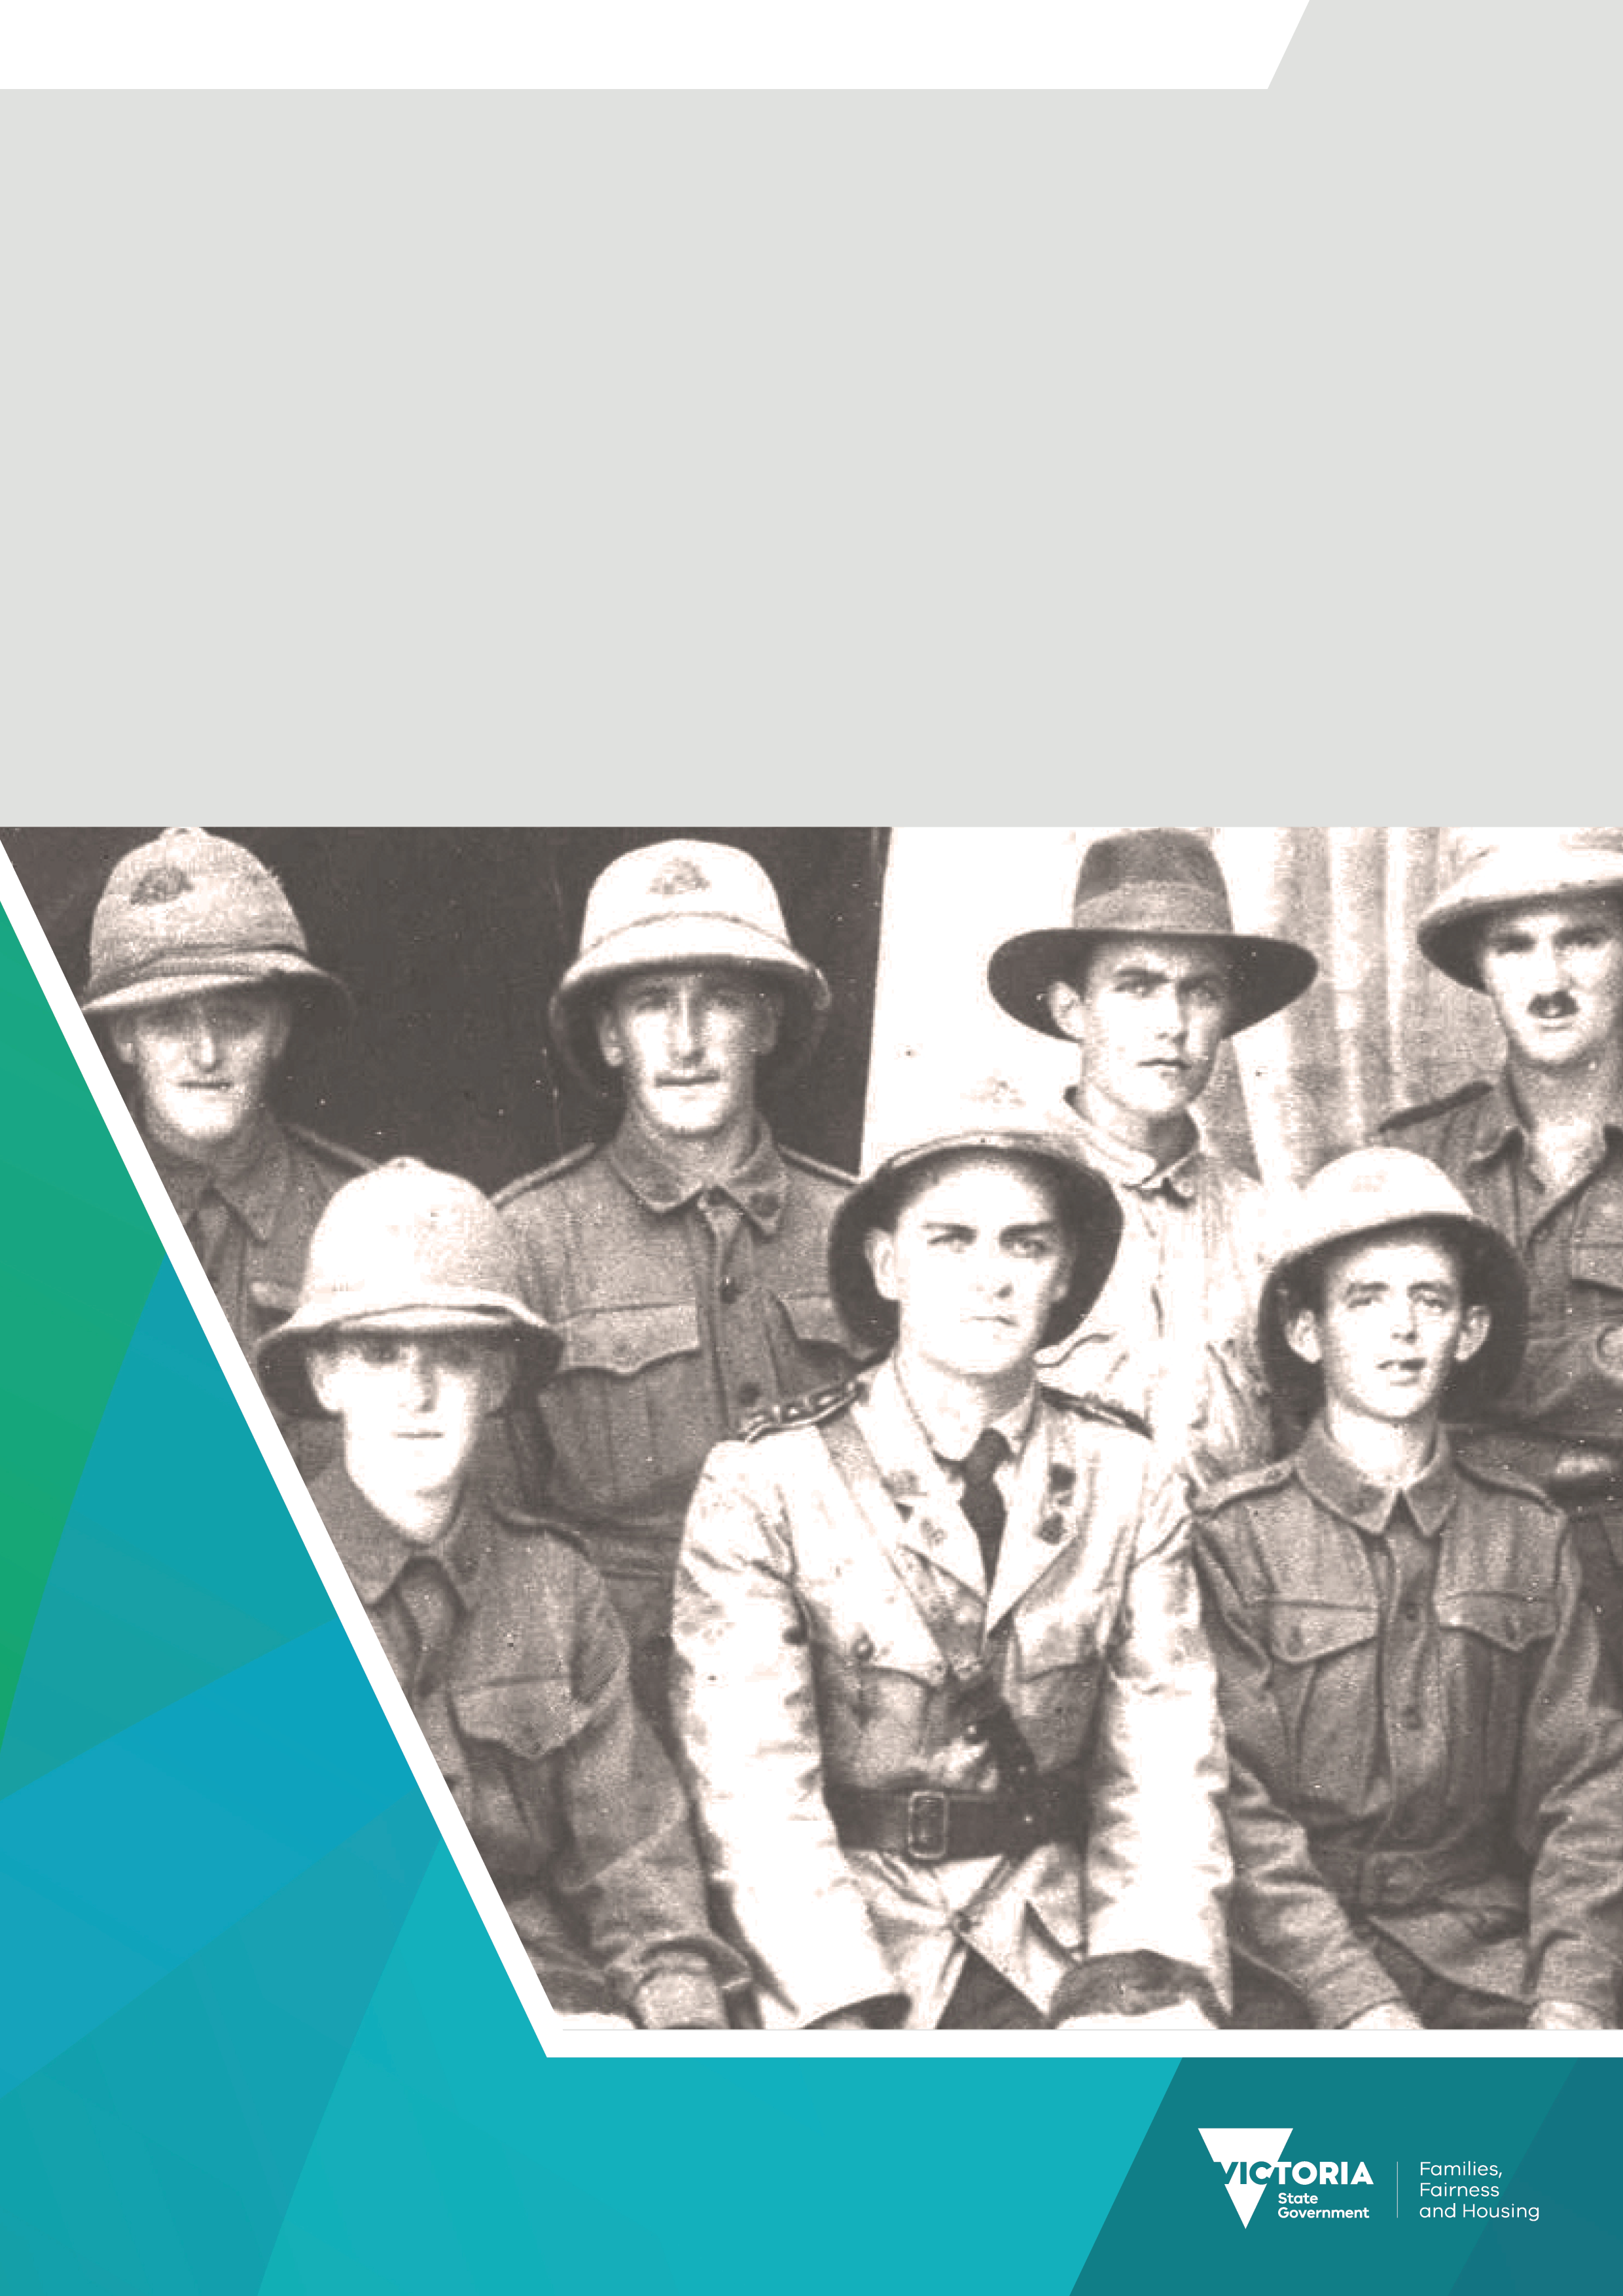 VICTORIA
State
Government
Families,
Fairness
and Housing